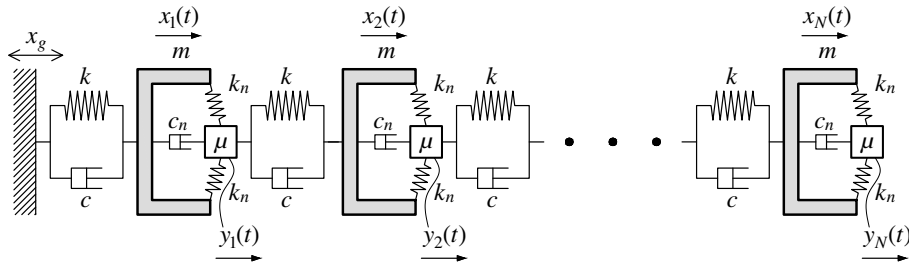 x_g x_1(t) x_2(t) x_N(t)
m m m
k k_n k k_n k k k_n
c_n c_n c_n
μ μ μ
c k_n c k_n c c k_n
y_1(t) y_2(t) y_N(t)